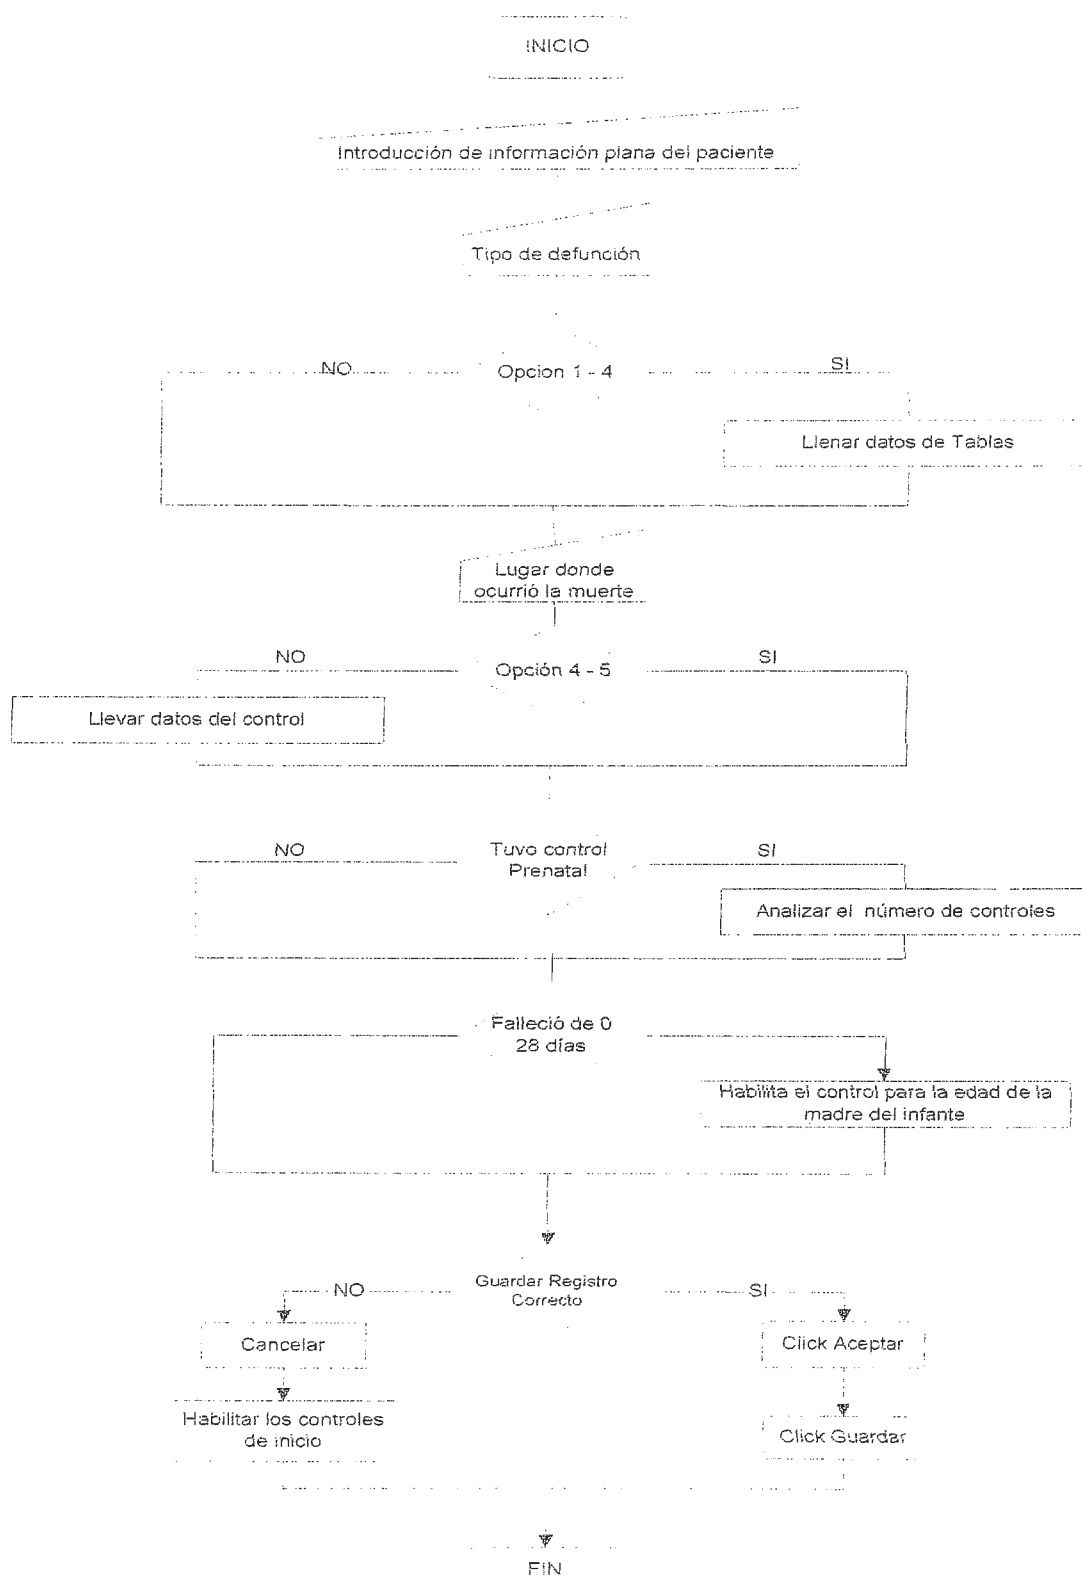 INICIO
Introducción de información plana del paciente
Tipo de defunción
NO
Opcion 1 - 4
SI
Llenar datos de Tablas
Lugar donde
ocurrió la muerte
NO
Opción 4 - 5
SI
Llevar datos del control
NO
Tuvo control
Prenatal
SI
Analizar el número de controles
Falleció de 0
28 días
Habilita el control para la edad de la
madre del infante
Guardar Registro
Correcto
NO
SI
Cancelar
Click Aceptar
Habilitar los controles
de inicio
Click Guardar
FIN